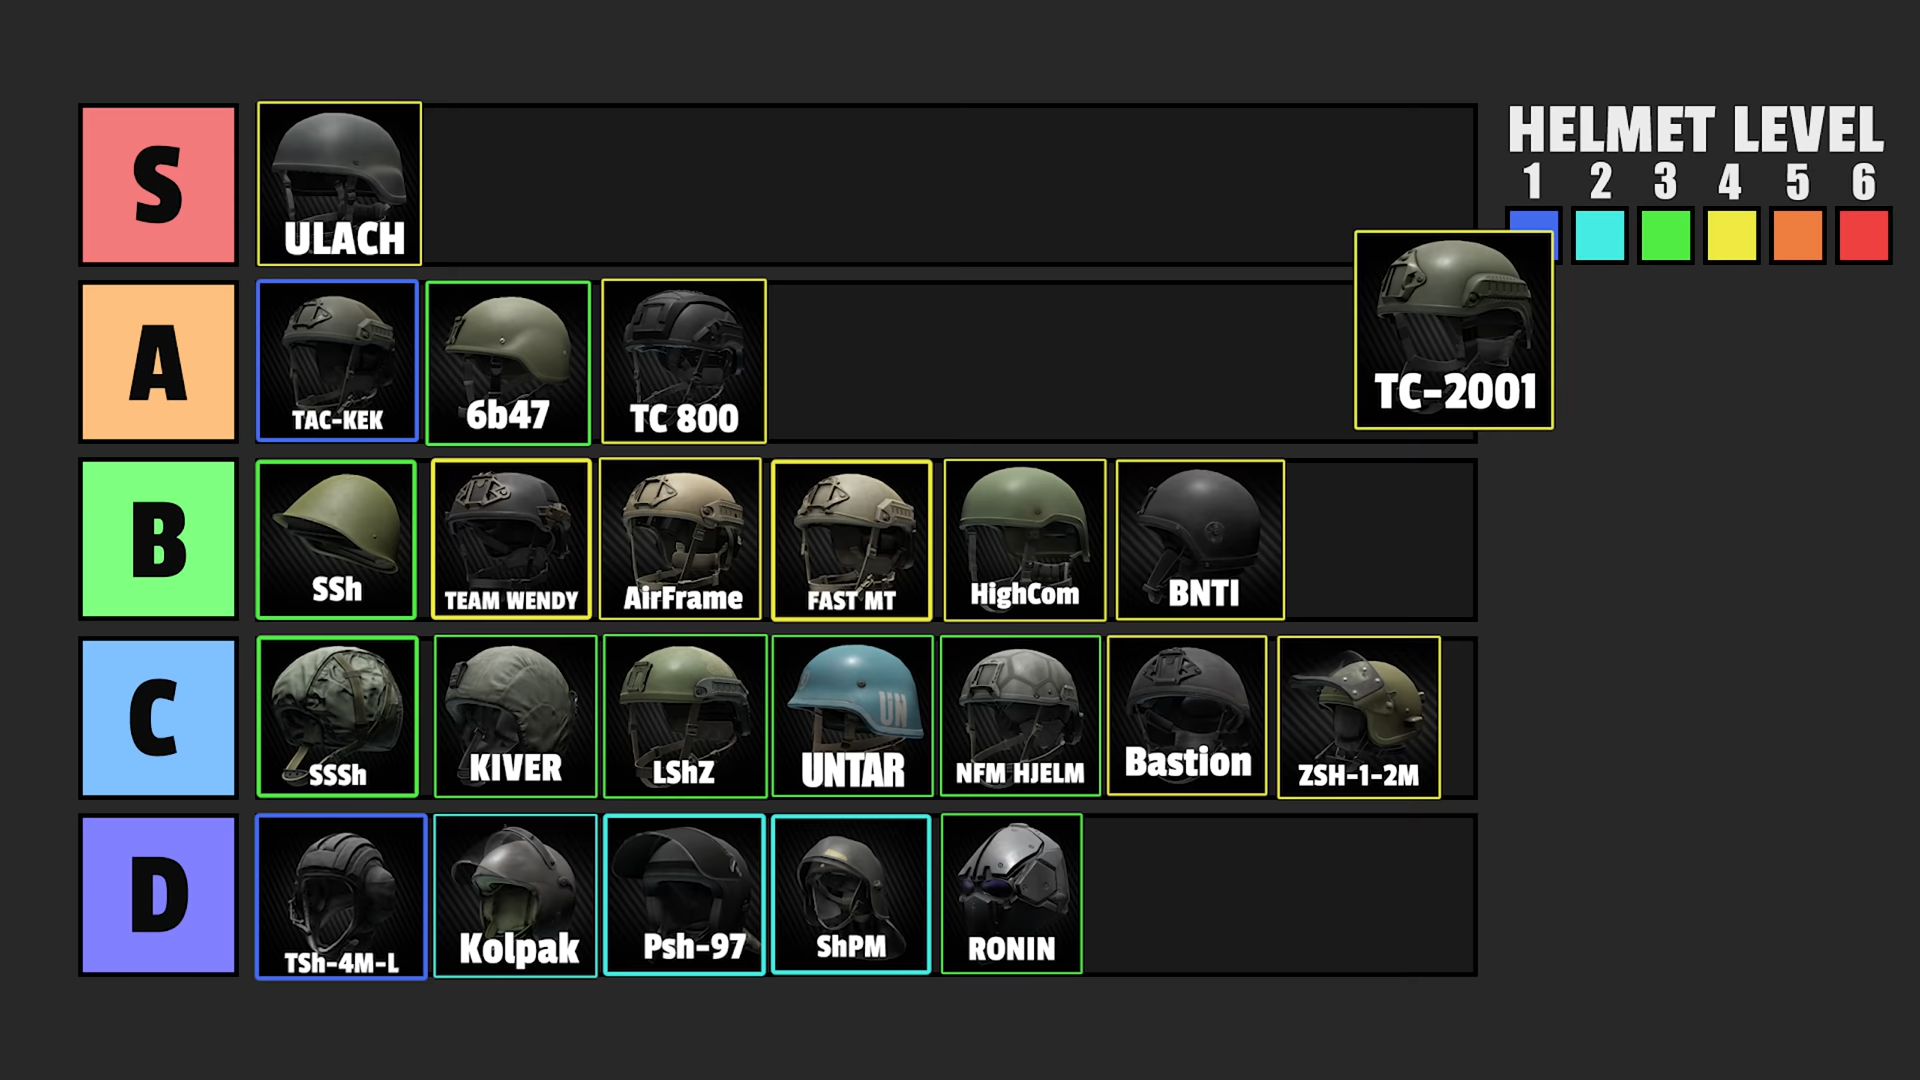 HELMET LEVEL
1 2 3 4 5 6
S
ULACH
A
TAC-KEK
6b47
TC 800
TC-2001
B
SSh
TEAM WENDY
AirFrame
FAST MT
HighCom
BNTI
C
SSSh
KIVER
LShZ
UN
UNTAR
NFM HJELM
Bastion
ZSH-1-2M
D
TSh-4M-L
Kolpak
Psh-97
ShPM
RONIN